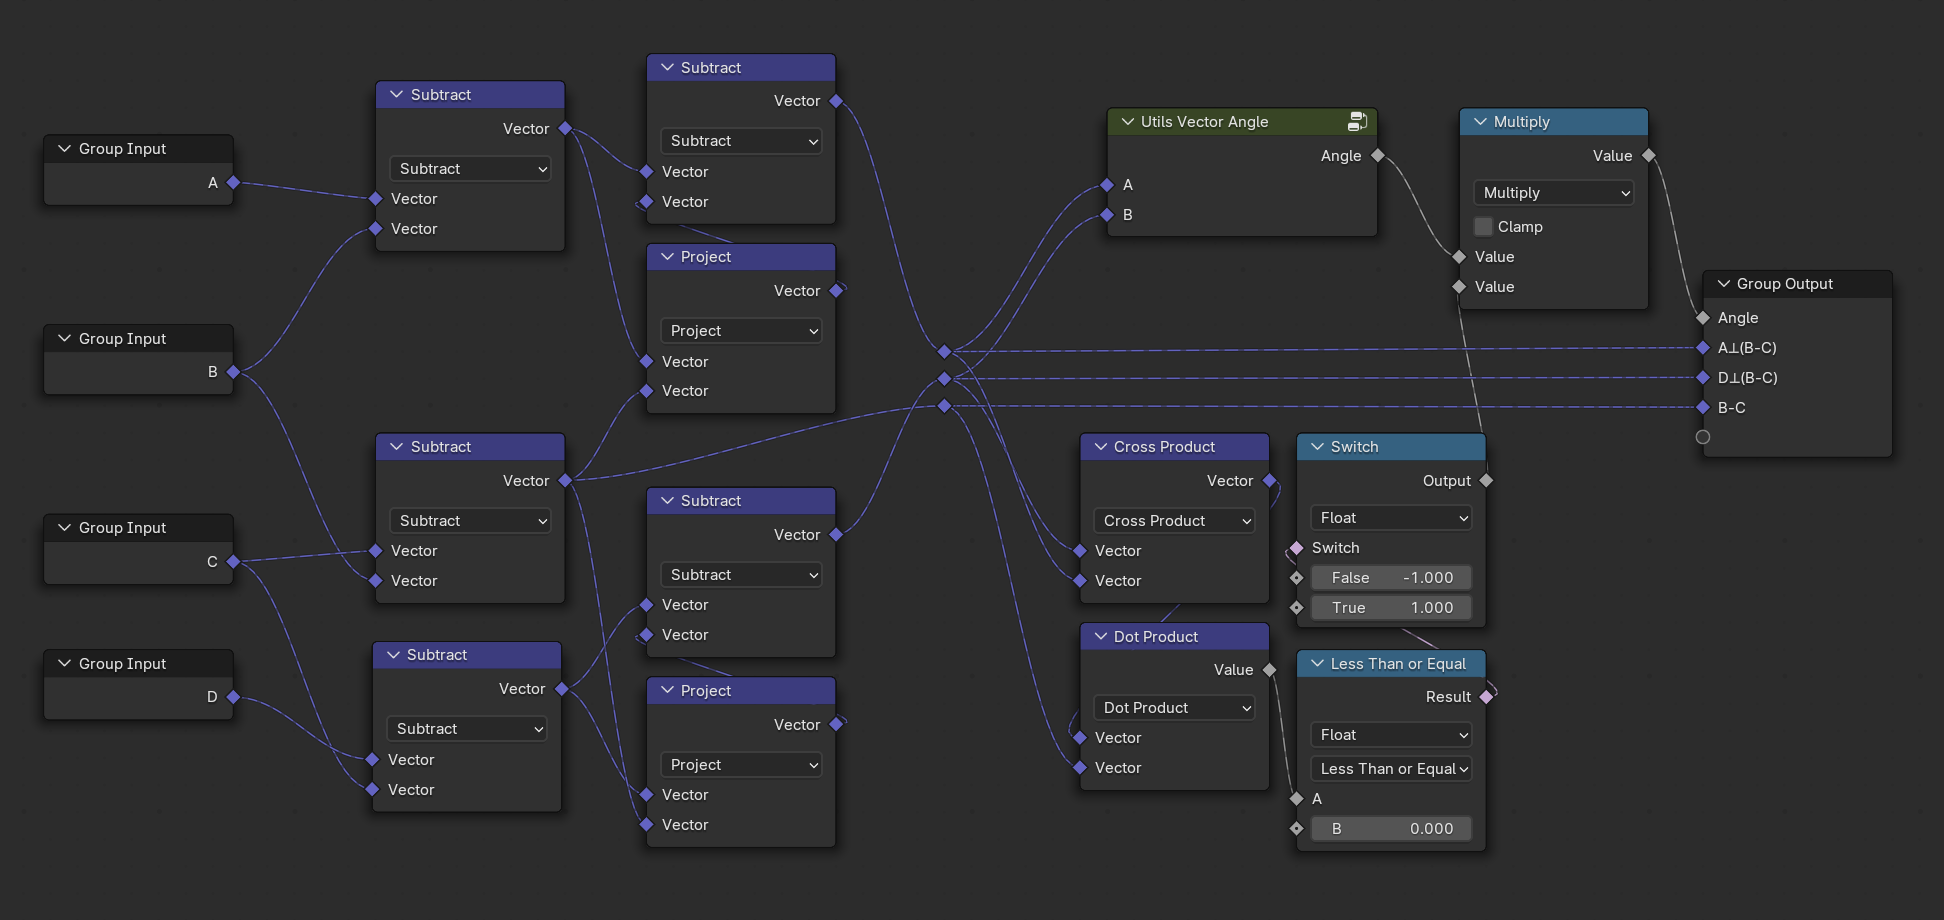 Group Input
A
Group Input
B
Group Input
C
Group Input
D
Subtract
Vector
Subtract
Vector
Vector
Subtract
Vector
Subtract
Vector
Vector
Subtract
Vector
Subtract
Vector
Vector
Subtract
Vector
Subtract
Vector
Vector
Project
Vector
Project
Vector
Vector
Subtract
Vector
Subtract
Vector
Vector
Project
Vector
Project
Vector
Vector
Utils Vector Angle
Angle
A
B
Cross Product
Vector
Cross Product
Vector
Vector
Dot Product
Value
Dot Product
Vector
Vector
Switch
Output
Float
Switch
False -1.000
True 1.000
Less Than or Equal
Result
Float
Less Than or Equal
A
B 0.000
Multiply
Value
Multiply
Clamp
Value
Value
Group Output
Angle
A⊥(B-C)
D⊥(B-C)
B-C